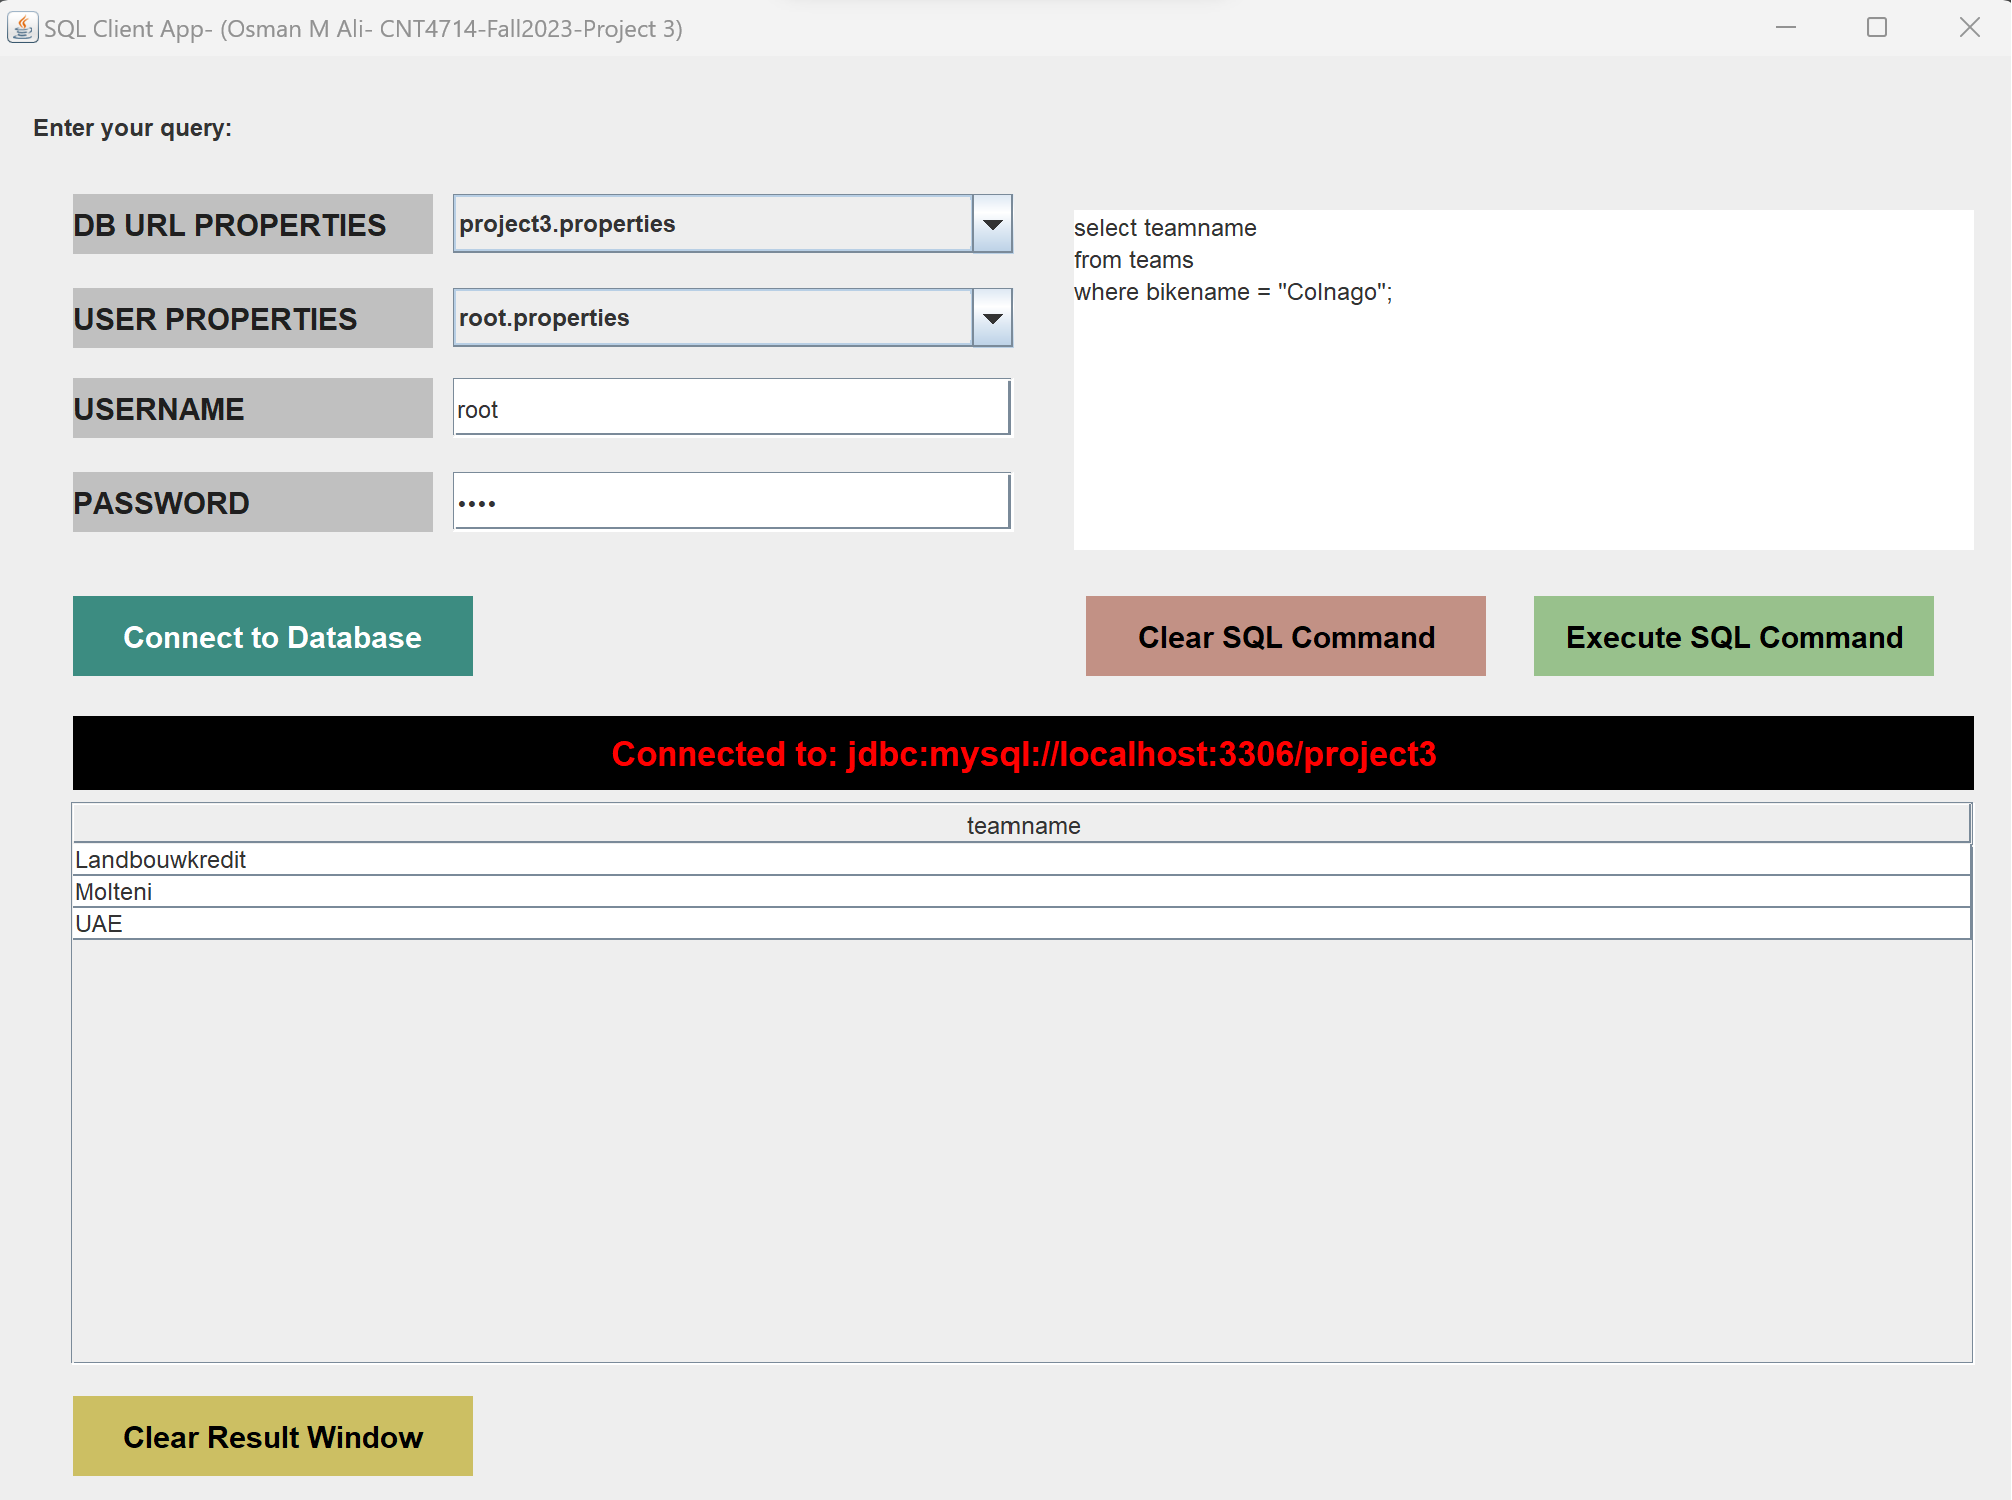 SQL Client App- (Osman M Ali- CNT4714-Fall2023-Project 3)
Enter your query:
DB URL PROPERTIES
project3.properties
USER PROPERTIES
root.properties
USERNAME
root
PASSWORD
••••
select teamname
from teams
where bikename = "Colnago";
Connect to Database
Clear SQL Command
Execute SQL Command
Connected to: jdbc:mysql://localhost:3306/project3
teamname
Landbouwkredit
Molteni
UAE
Clear Result Window